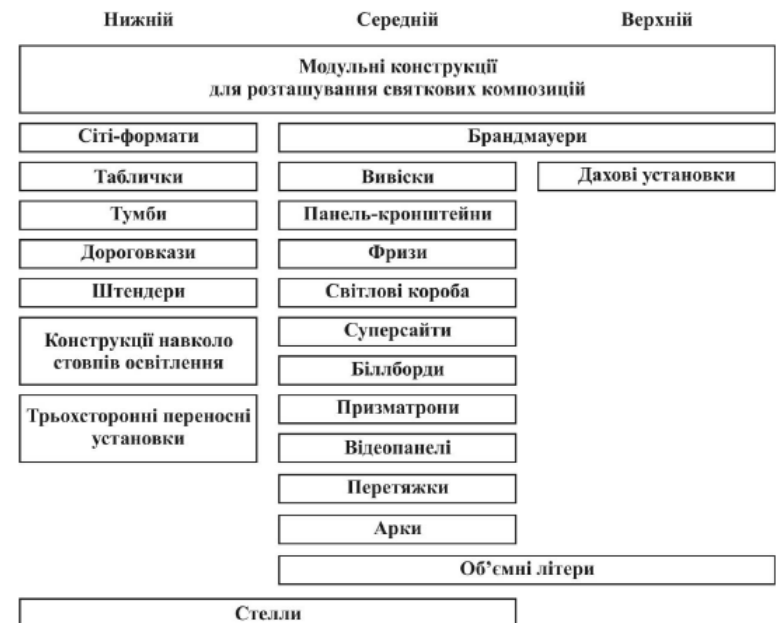 Нижній Середній Верхній
Модульні конструкції
для розташування святкових композицій
Сіті-формати Брандмауери
Таблички Вивіски Дахові установки
Тумби Панель-кронштейни
Дороговкази Фризи
Штендери Світлові короба
Конструкції навколо
стовпів освітлення
Суперсайти
Біллборди
Трьохсторонні переносні
установки
Призматрони
Відеопанелі
Перетяжки
Арки
Об’ємні літери
Стелли